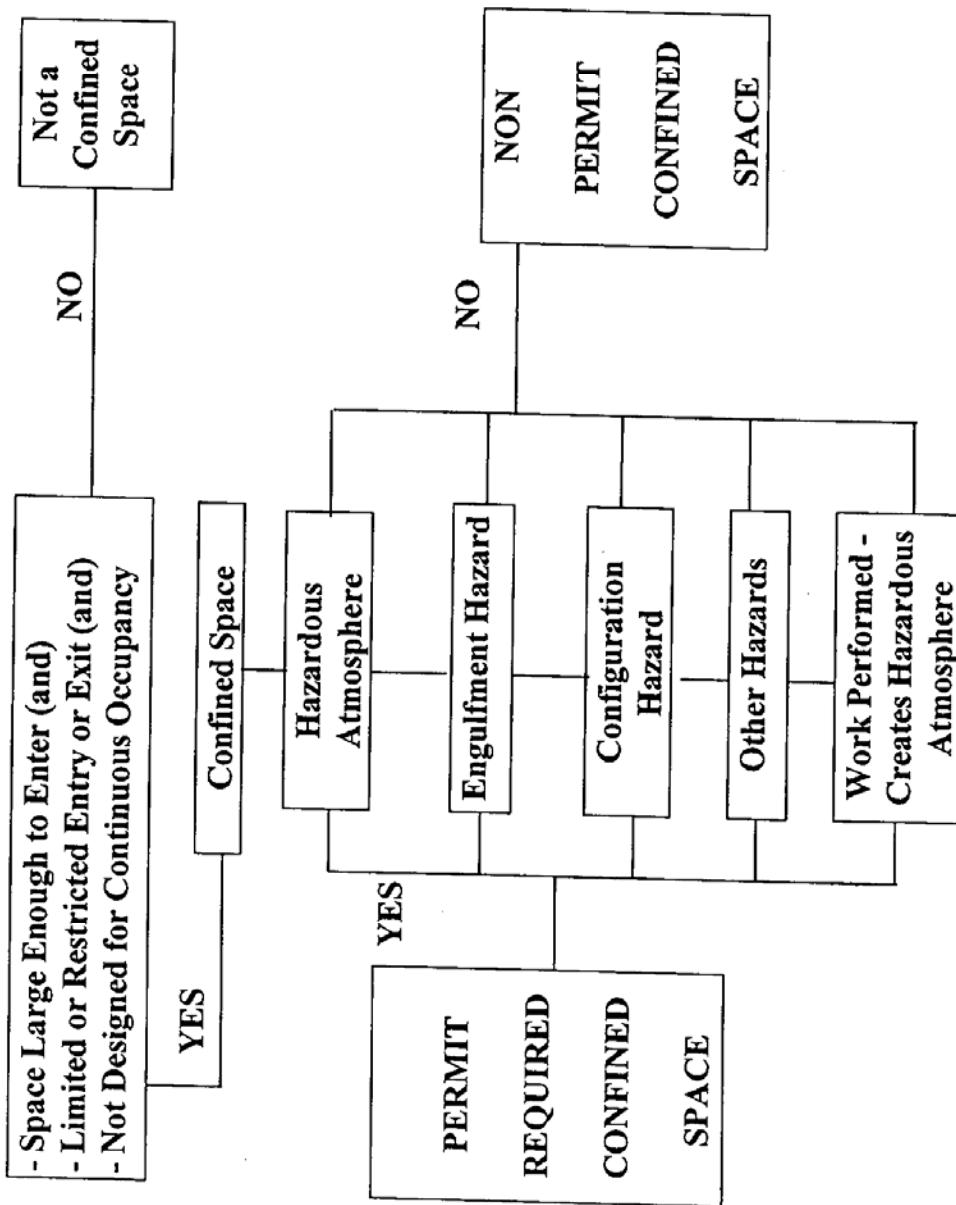 - Space Large Enough to Enter (and)
- Limited or Restricted Entry or Exit (and)
- Not Designed for Continuous Occupancy
NO
Not a
Confined
Space
YES
Confined Space
Hazardous
Atmosphere
Engulfment Hazard
Configuration
Hazard
Other Hazards
Work Performed -
Creates Hazardous
Atmosphere
YES
PERMIT
REQUIRED
CONFINED
SPACE
NO
NON
PERMIT
CONFINED
SPACE